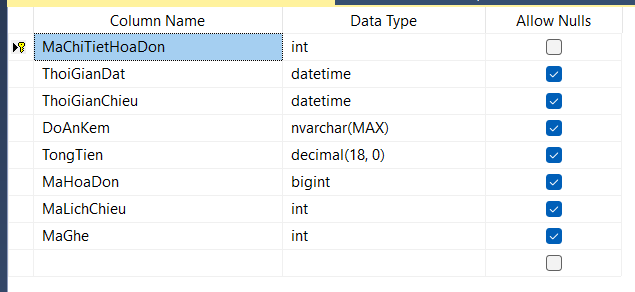 Column Name Data Type Allow Nulls
MaChiTietHoaDon int
ThoiGianDat datetime
ThoiGianChieu datetime
DoAnKem nvarchar(MAX)
TongTien decimal(18, 0)
MaHoaDon bigint
MaLichChieu int
MaGhe int